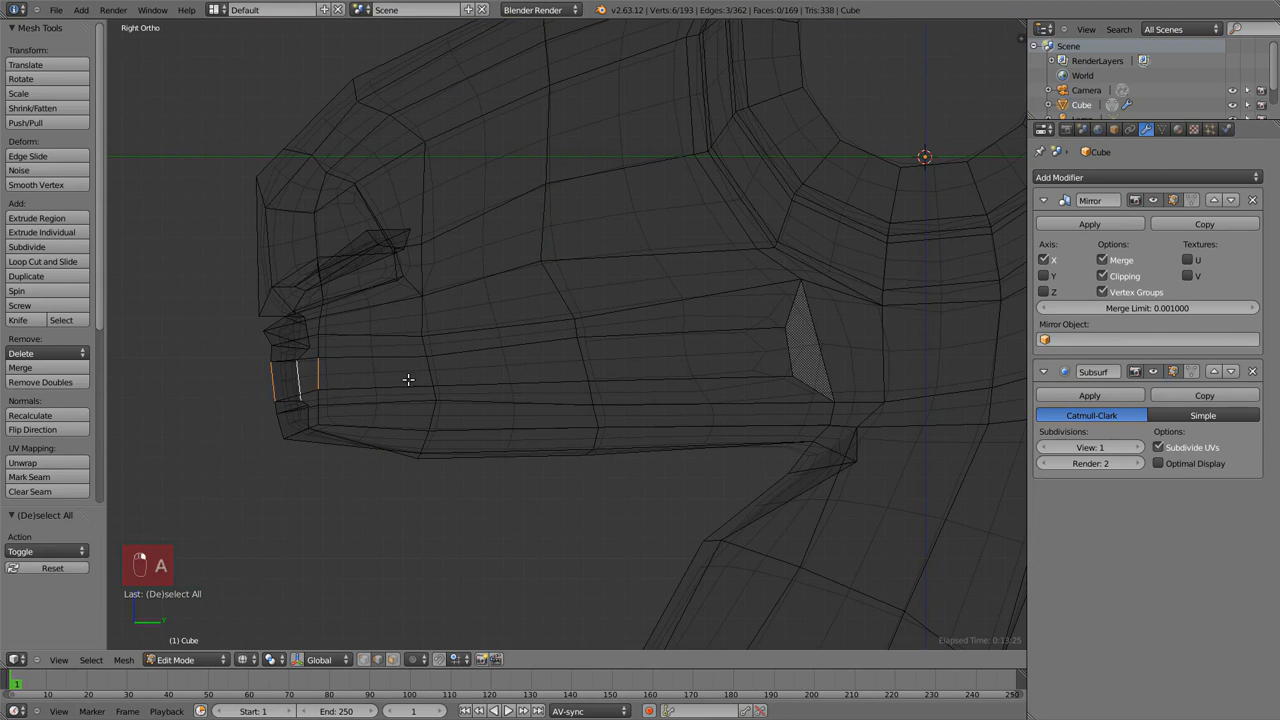 File Add Render Help Default Scene Blender Render v2.63.12 | Verts:6/193 | Edges:3/362 | Faces:0/169 | Tris:338 | Cube
Mesh Tools
Transform:
Translate
Rotate
Scale
Shrink/Fatten
Push/Pull
Deform:
Edge Slide
Noise
Smooth Vertex
Add:
Extrude Region
Extrude Individual
Subdivide
Loop Cut and Slide
Duplicate
Spin
Screw
Knife Select
Remove:
Delete
Merge
Remove Doubles
Normals:
Recalculate
Flip Direction
UV Mapping:
Unwrap
Mark Seam
Clear Seam
(De)select All
Action
Toggle
Reset
Right Ortho
A
Last: (De)select All
Y
(1) Cube
Elapsed Time: 0:13:25
View Search All Scenes
Scene
RenderLayers
World
Camera
Cube
Cube
Add Modifier
Mirror
Apply Copy
Axis: Options: Textures:
X Merge U
Y Clipping V
Z Vertex Groups
Merge Limit: 0.001000
Mirror Object:
Subsurf
Apply Copy
Catmull-Clark Simple
Subdivisions: Options:
View: 1 Subdivide UVs
Render: 2 Optimal Display
View Select Mesh Edit Mode Global
1
0 10 20 30 40 50 60 70 80 90 100 110 120 130 140 150 160 170 180 190 200 210 220 230 240 250
View Marker Frame Playback Start: 1 End: 250 1 AV-sync